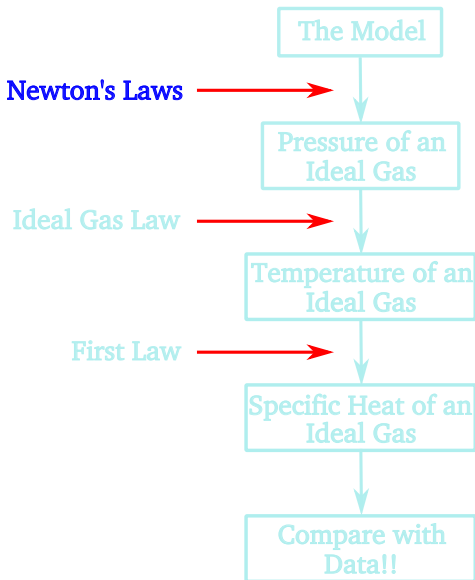 The Model
Newton's Laws
Pressure of an
Ideal Gas
Ideal Gas Law
Temperature of an
Ideal Gas
First Law
Specific Heat of an
Ideal Gas
Compare with
Data!!